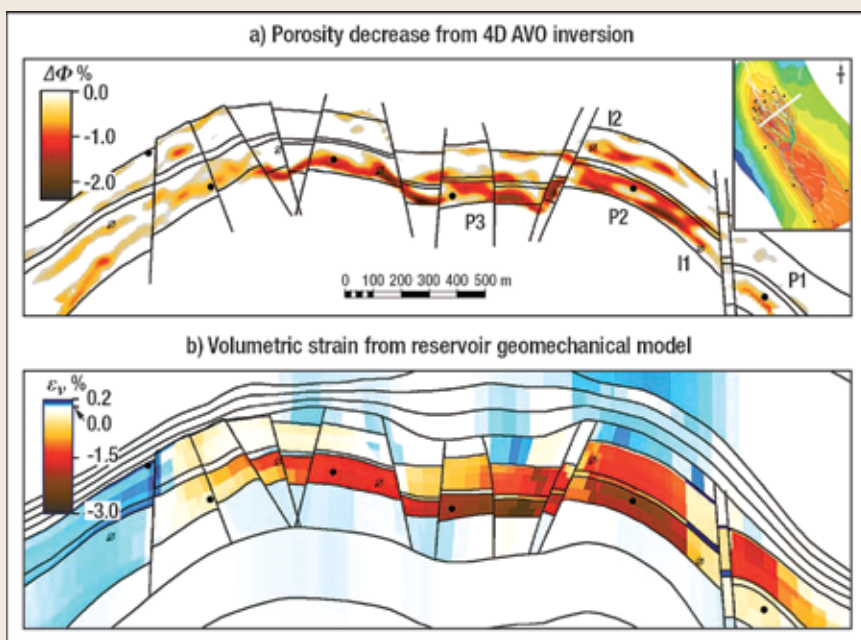 a) Porosity decrease from 4D AVO inversion
ΔΦ %
0.0
-1.0
-2.0
I2
P3
P2
I1
P1
0 100 200 300 400 500 m
b) Volumetric strain from reservoir geomechanical model
εv %
0.2
0.0
-1.5
-3.0